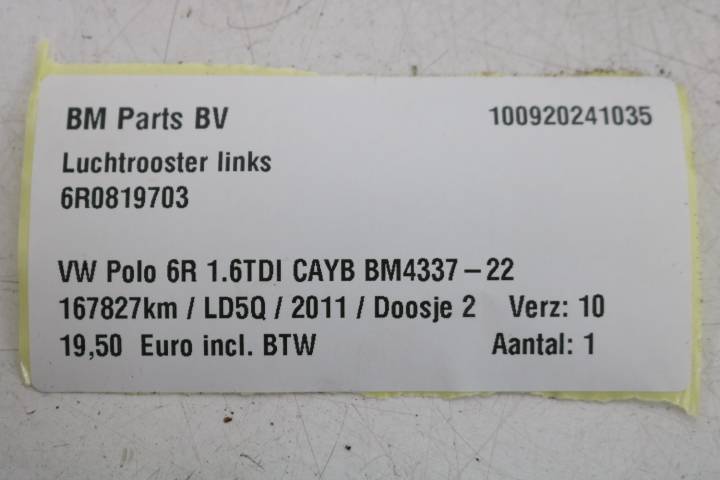 BM Parts BV 100920241035
Luchtrooster links
6R0819703
VW Polo 6R 1.6TDI CAYB BM4337-22
167827km / LD5Q / 2011 / Doosje 2 Verz: 10
19,50 Euro incl. BTW Aantal: 1